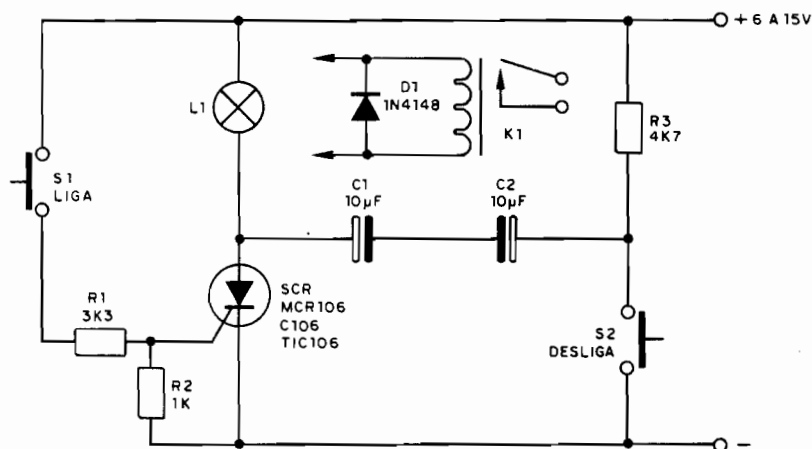 + 6 A 15V
L1
D1
1N4148
K1
R3
4K7
S1
LIGA
C1
10µF
C2
10µF
SCR
MCR106
C106
TIC106
R1
3K3
R2
1K
S2
DESLIGA
-